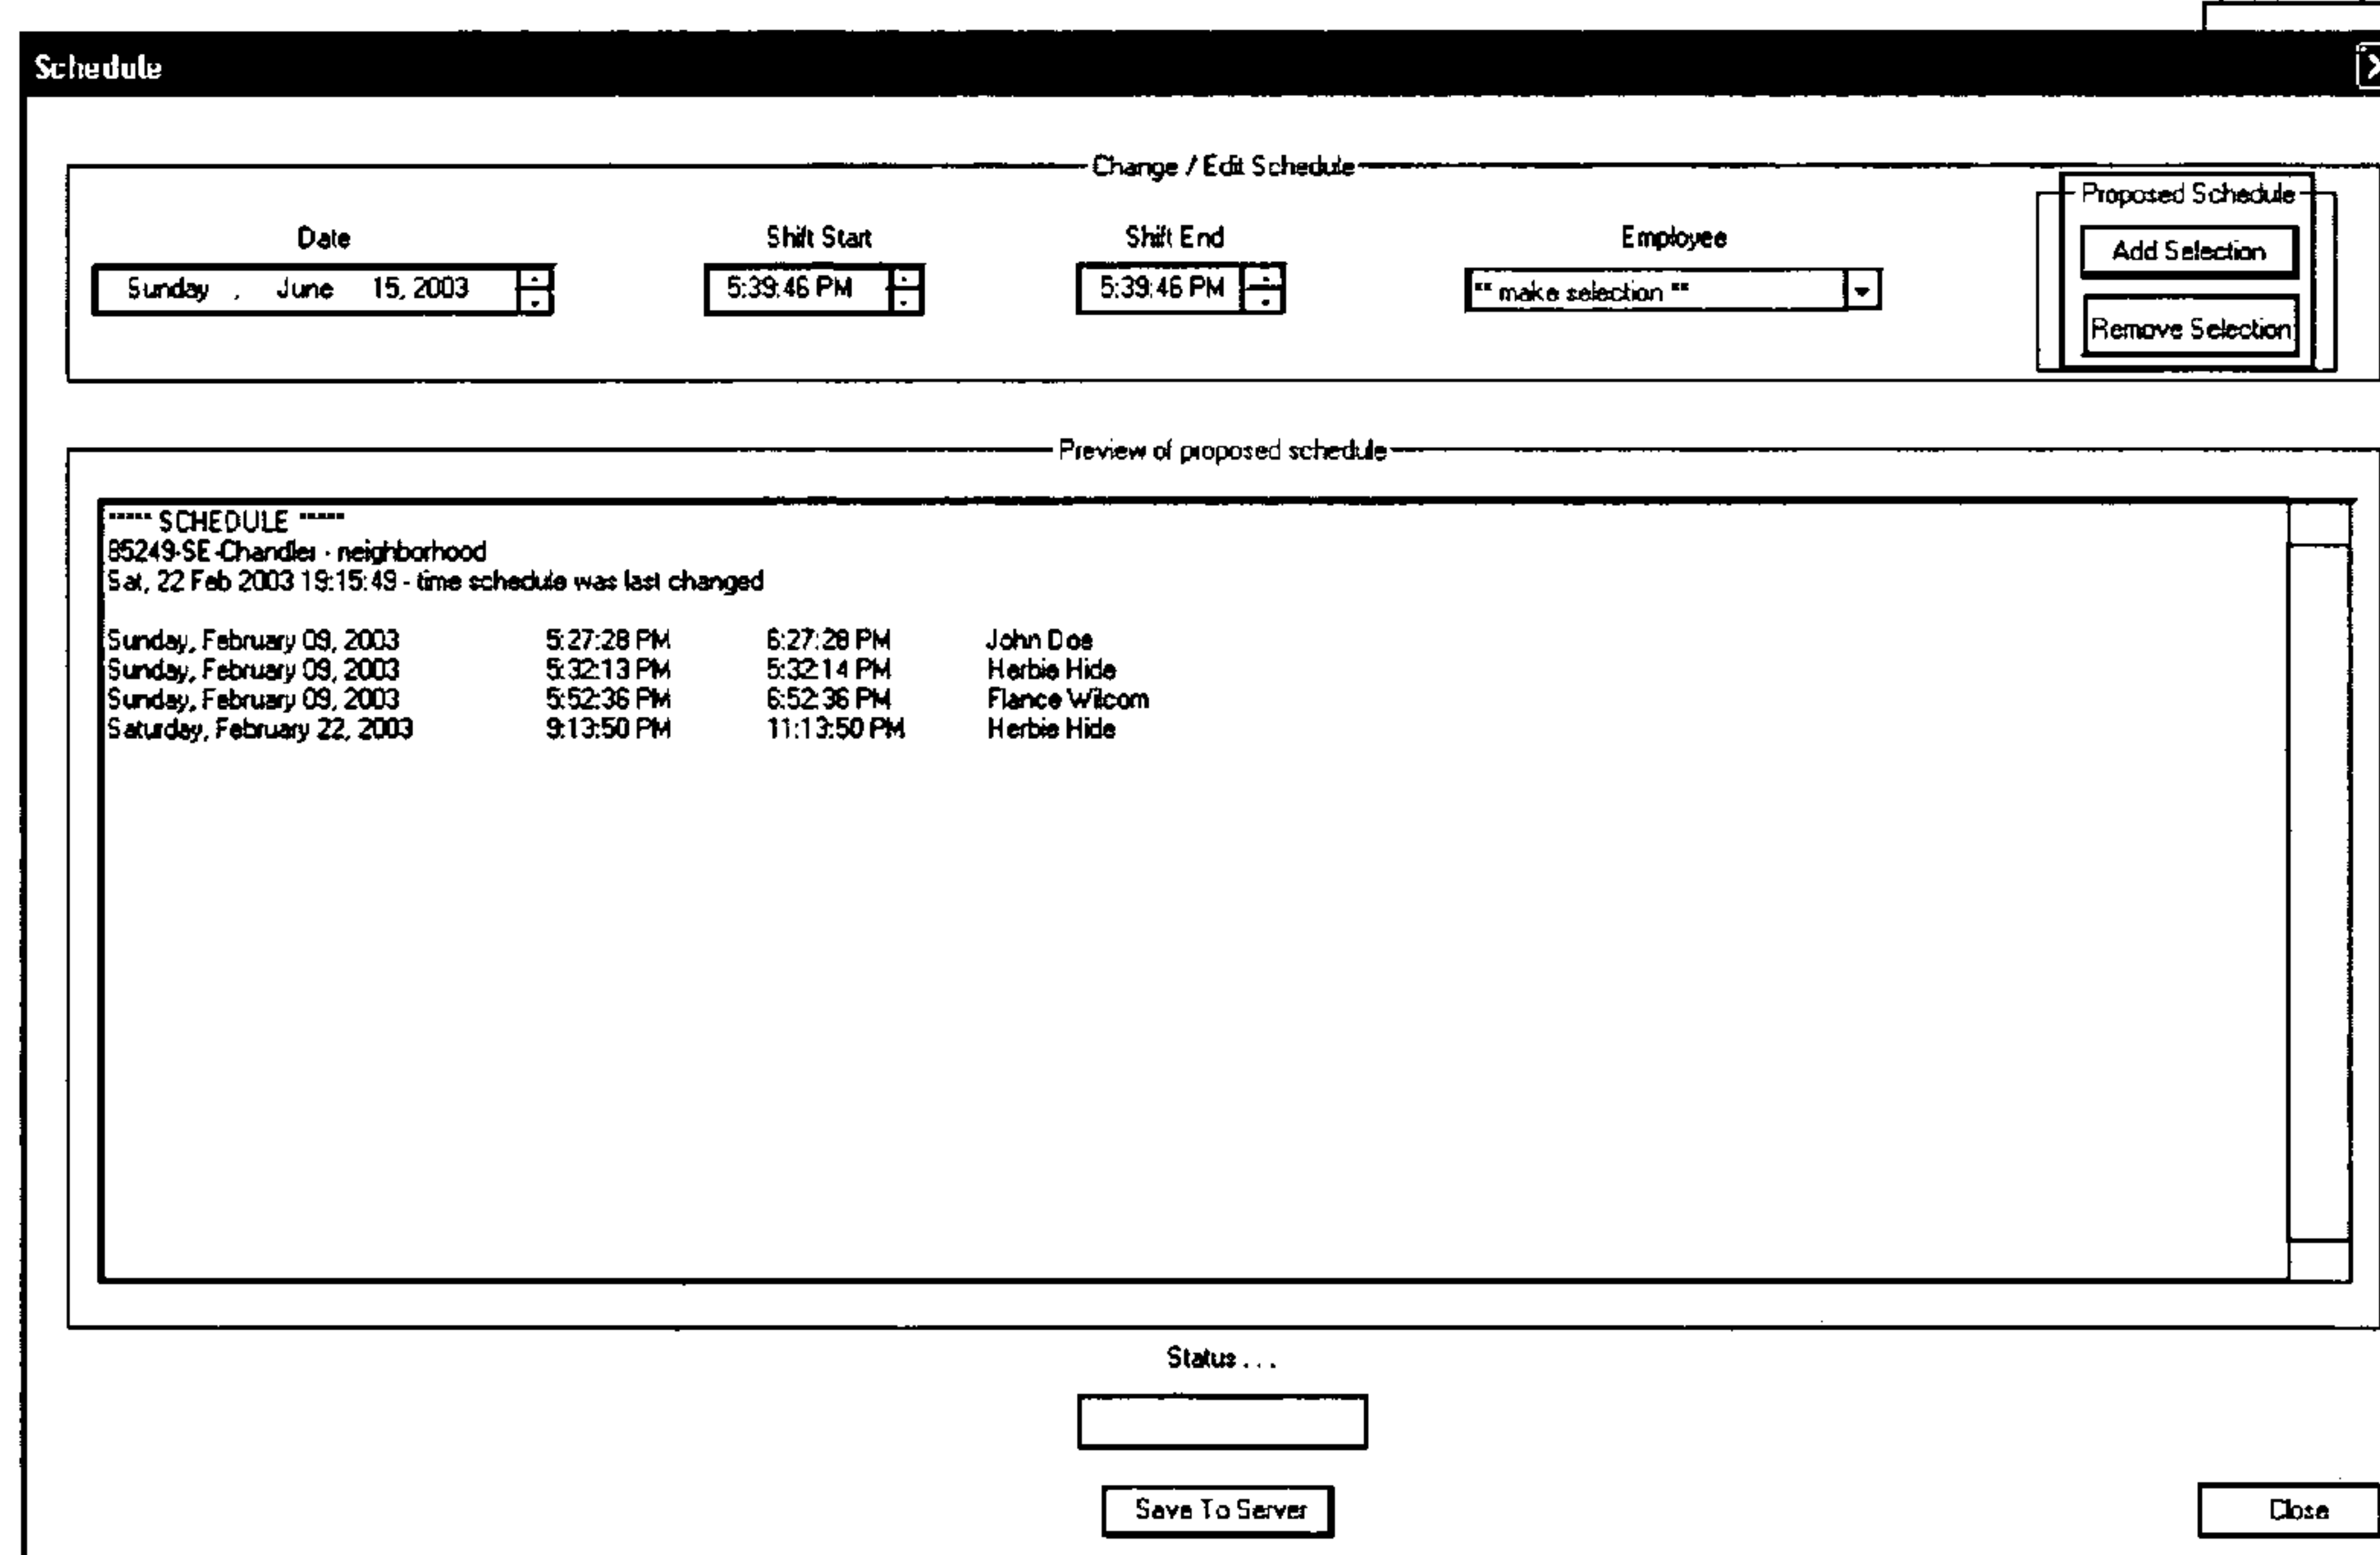 Schedule
Change / Edit Schedule
Proposed Schedule
Date Shift Start Shift End Employee
Add Selection
Sunday , June 15, 2003 5:39:46 PM 5:39:46 PM ** make selection **
Remove Selection
Preview of proposed schedule
***** SCHEDULE *****
85249-SE-Chandler - neighborhood
Sat, 22 Feb 2003 19:15:49 - time schedule was last changed
Sunday, February 09, 2003 5:27:28 PM 6:27:28 PM John Doe
Sunday, February 09, 2003 5:32:13 PM 5:32:14 PM Herbie Hide
Sunday, February 09, 2003 5:52:36 PM 6:52:36 PM Flance Wilcom
Saturday, February 22, 2003 9:13:50 PM 11:13:50 PM Herbie Hide
Status . . .
Save To Server
Close